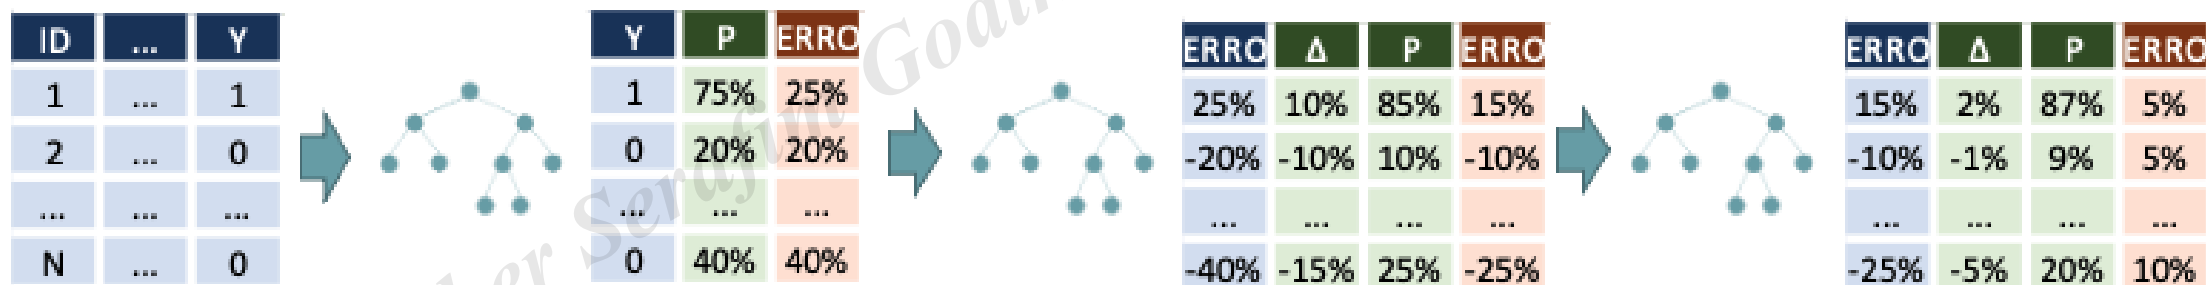 ID ... Y
1 ... 1
2 ... 0
... ... ...
N ... 0
Y P ERRO
1 75% 25%
0 20% 20%
... ... ...
0 40% 40%
ERRO Δ P ERRO
25% 10% 85% 15%
-20% -10% 10% -10%
... ... ... ...
-40% -15% 25% -25%
ERRO Δ P ERRO
15% 2% 87% 5%
-10% -1% 9% 5%
... ... ... ...
-25% -5% 20% 10%
Serafim